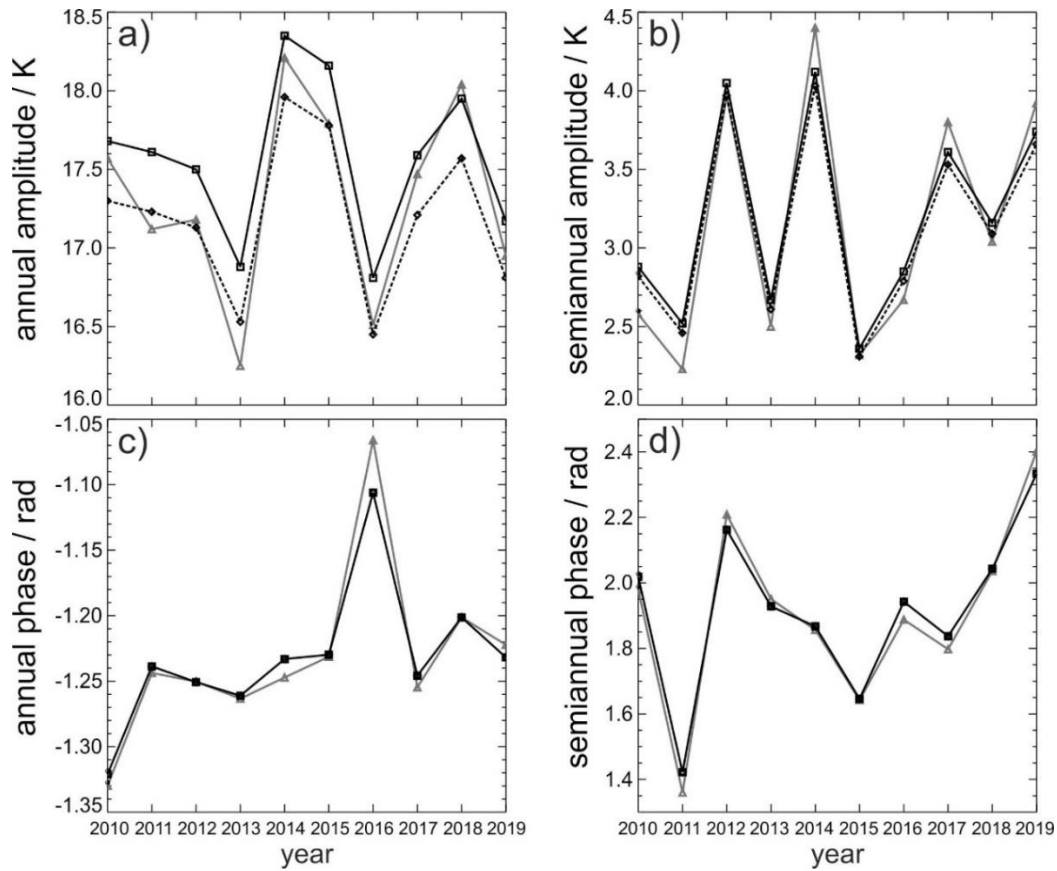 a)
annual amplitude / K
18.5
18.0
17.5
17.0
16.5
16.0
b)
semiannual amplitude / K
4.5
4.0
3.5
3.0
2.5
2.0
c)
annual phase / rad
-1.05
-1.10
-1.15
-1.20
-1.25
-1.30
-1.35
2010 2011 2012 2013 2014 2015 2016 2017 2018 2019
year
d)
semiannual phase / rad
2.4
2.2
2.0
1.8
1.6
1.4
2010 2011 2012 2013 2014 2015 2016 2017 2018 2019
year